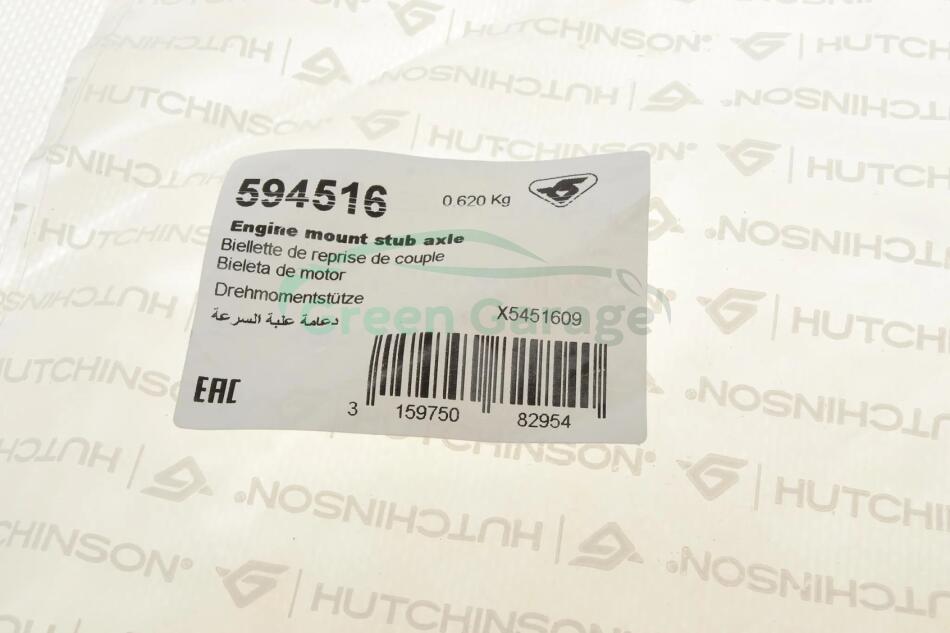 HUTCHINSON
594516
0.620 Kg
Engine mount stub axle
Biellette de reprise de couple
Bieleta de motor
Drehmomentstütze
دعامة علبة السرعة
X5451609
Green Garage
EAC
3 159750 82954